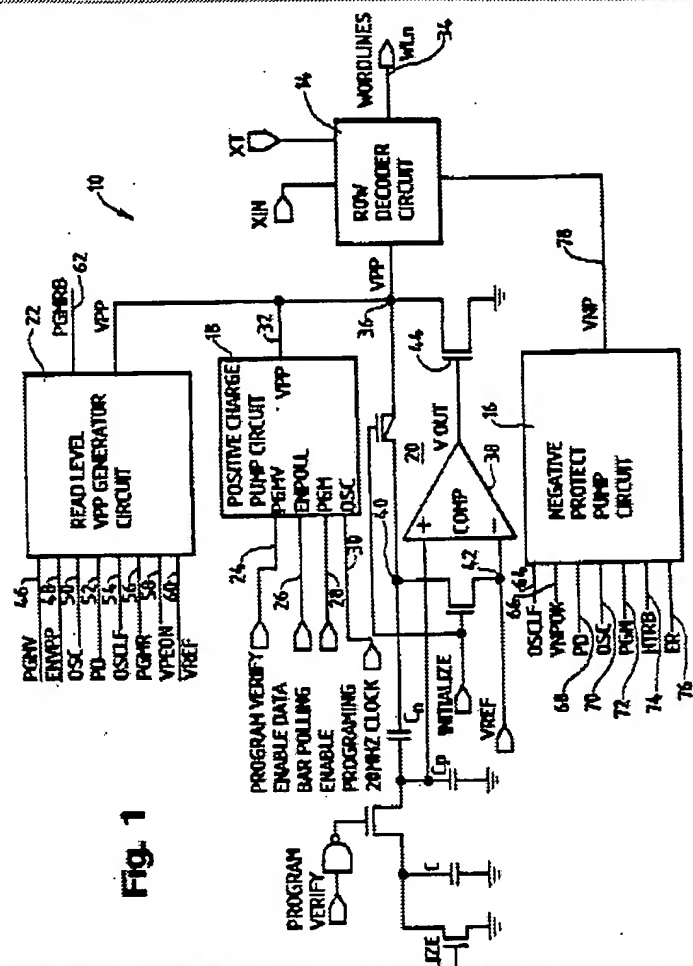 Fig. 1
10
22
PGMV 46
ENVPP 48
OSC 50
PD 52
OSCLF 54
PGMR 56
VPEON 58
VREF 60
READ LEVEL
VPP GENERATOR
CIRCUIT
PGMRB
62
VPP
PROGRAM VERIFY
ENABLE DATA
BAR POLLING
ENABLE
PROGRAMING
20MHZ CLOCK
24
26
28
30
POSITIVE CHARGE
PUMP CIRCUIT
PGMV
ENPOLL
PGM
OSC
VPP
18
32
XIN
XT
14
ROW
DECODER
CIRCUIT
VPP
WORDLINES
WLn
34
36
PROGRAM
VERIFY
C
Cp
Cn
40
INITIALIZE
42
VREF
COMP
+
-
38
20
V OUT
44
OSCLF 64
VNPOK 66
PD 68
OSC 70
PGM 72
HTRB 74
ER 76
NEGATIVE
PROTECT
PUMP
CIRCUIT
16
VNP
78